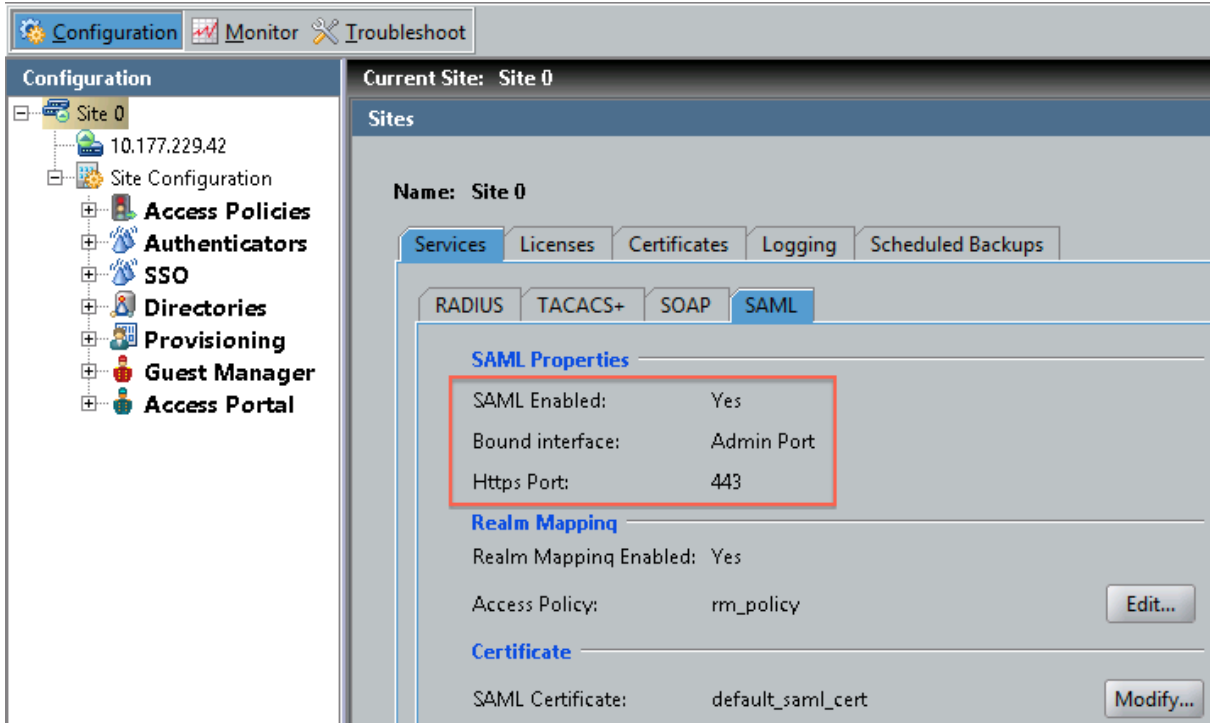 Configuration Monitor Troubleshoot
Configuration
Site 0
10.177.229.42
Site Configuration
Access Policies
Authenticators
SSO
Directories
Provisioning
Guest Manager
Access Portal
Current Site: Site 0
Sites
Name: Site 0
Services Licenses Certificates Logging Scheduled Backups
RADIUS TACACS+ SOAP SAML
SAML Properties
SAML Enabled: Yes
Bound interface: Admin Port
Https Port: 443
Realm Mapping
Realm Mapping Enabled: Yes
Access Policy: rm_policy Edit...
Certificate
SAML Certificate: default_saml_cert Modify...